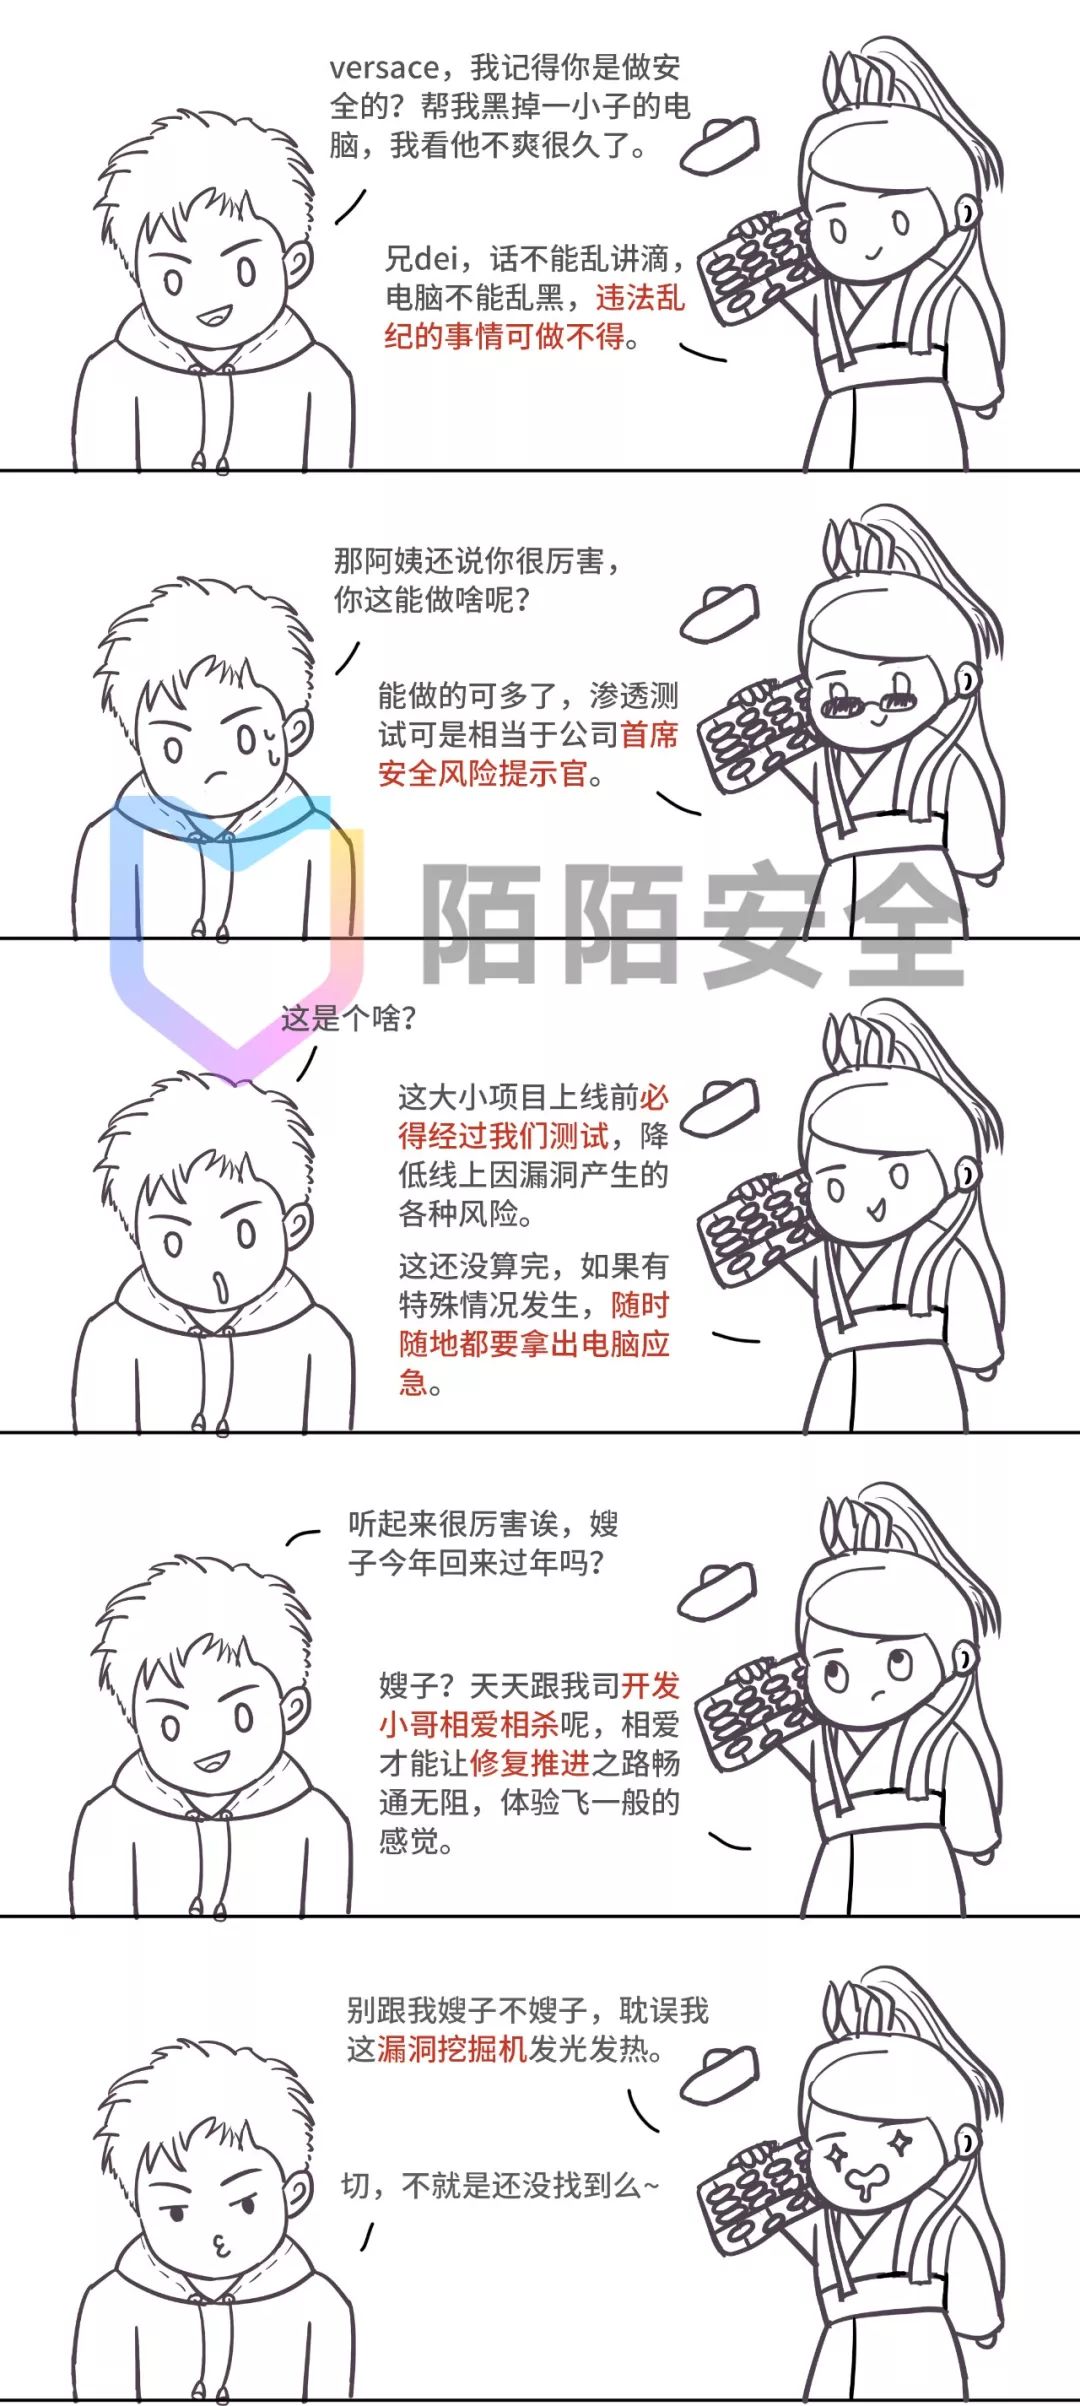 versace，我记得你是做安
全的？帮我黑掉一小子的电
脑，我看他不爽很久了。
兄dei，话不能乱讲滴，
电脑不能乱黑，违法乱
纪的事情可做不得。
那阿姨还说你很厉害，
你这能做啥呢？
能做的可多了，渗透测
试可是相当于公司首席
安全风险提示官。
陌陌安全
这是个啥？
这大小项目上线前必
得经过我们测试，降
低线上因漏洞产生的
各种风险。
这还没算完，如果有
特殊情况发生，随时
随地都要拿出电脑应
急。
听起来很厉害诶，嫂
子今年回来过年吗？
嫂子？天天跟我司开发
小哥相爱相杀呢，相爱
才能让修复推进之路畅
通无阻，体验飞一般的
感觉。
别跟我嫂子不嫂子，耽误我
这漏洞挖掘机发光发热。
切，不就是还没找到么~